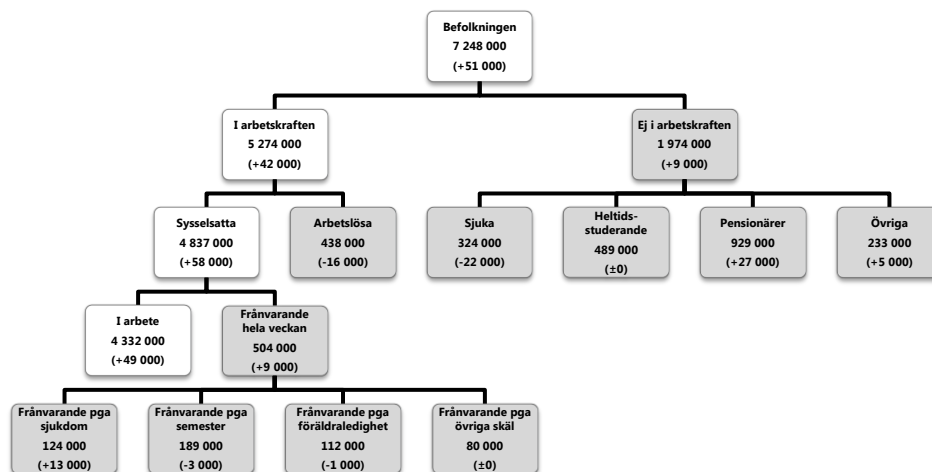 Befolkningen
7 248 000
(+51 000)
I arbetskraften
5 274 000
(+42 000)
Ej i arbetskraften
1 974 000
(+9 000)
Sysselsatta
4 837 000
(+58 000)
Arbetslösa
438 000
(-16 000)
Sjuka
324 000
(-22 000)
Heltids-
studerande
489 000
(±0)
Pensionärer
929 000
(+27 000)
Övriga
233 000
(+5 000)
I arbete
4 332 000
(+49 000)
Frånvarande
hela veckan
504 000
(+9 000)
Frånvarande pga
sjukdom
124 000
(+13 000)
Frånvarande pga
semester
189 000
(-3 000)
Frånvarande pga
föräldraledighet
112 000
(-1 000)
Frånvarande pga
övriga skäl
80 000
(±0)